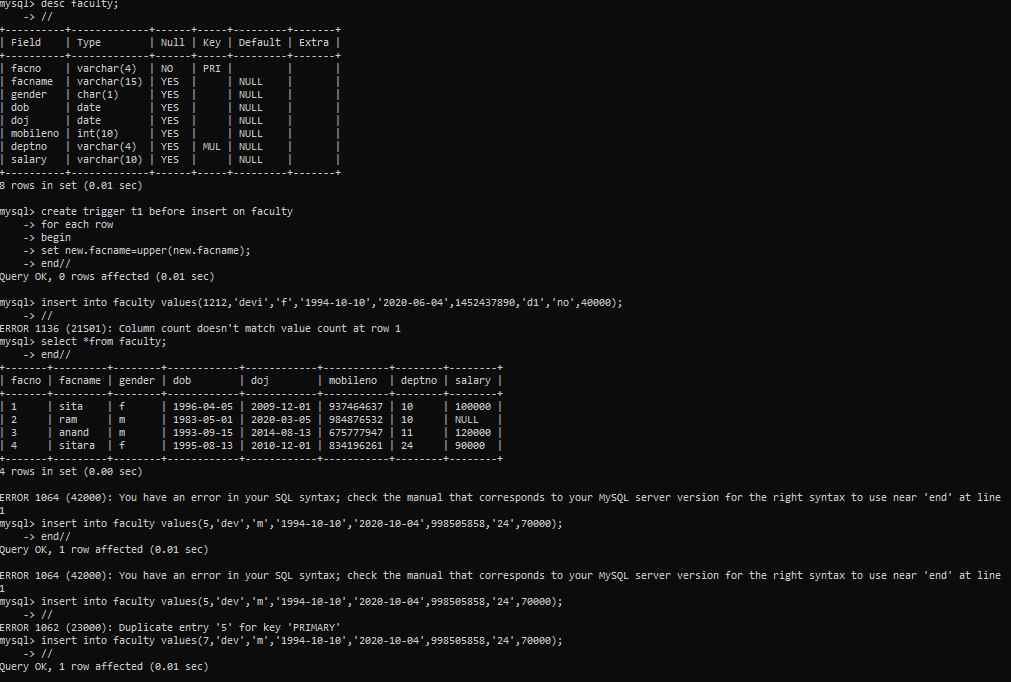 mysql> desc faculty;
    -> //
+----------+-------------+------+-----+---------+-------+
| Field    | Type        | Null | Key | Default | Extra |
+----------+-------------+------+-----+---------+-------+
| facno    | varchar(4)  | NO   | PRI |         |       |
| facname  | varchar(15) | YES  |     | NULL    |       |
| gender   | char(1)     | YES  |     | NULL    |       |
| dob      | date        | YES  |     | NULL    |       |
| doj      | date        | YES  |     | NULL    |       |
| mobileno | int(10)     | YES  |     | NULL    |       |
| deptno   | varchar(4)  | YES  | MUL | NULL    |       |
| salary   | varchar(10) | YES  |     | NULL    |       |
+----------+-------------+------+-----+---------+-------+
8 rows in set (0.01 sec)

mysql> create trigger t1 before insert on faculty
    -> for each row
    -> begin
    -> set new.facname=upper(new.facname);
    -> end//
Query OK, 0 rows affected (0.01 sec)

mysql> insert into faculty values(1212,'devi','f','1994-10-10','2020-06-04',1452437890,'d1','no',40000);
    -> //
ERROR 1136 (21S01): Column count doesn't match value count at row 1
mysql> select *from faculty;
    -> end//
+-------+---------+--------+------------+------------+-----------+--------+--------+
| facno | facname | gender | dob        | doj        | mobileno  | deptno | salary |
+-------+---------+--------+------------+------------+-----------+--------+--------+
| 1     | sita    | f      | 1996-04-05 | 2009-12-01 | 937464637 | 10     | 100000 |
| 2     | ram     | m      | 1983-05-01 | 2020-03-05 | 984876532 | 10     | NULL   |
| 3     | anand   | m      | 1993-09-15 | 2014-08-13 | 675777947 | 11     | 120000 |
| 4     | sitara  | f      | 1995-08-13 | 2010-12-01 | 834196261 | 24     | 90000  |
+-------+---------+--------+------------+------------+-----------+--------+--------+
4 rows in set (0.00 sec)

ERROR 1064 (42000): You have an error in your SQL syntax; check the manual that corresponds to your MySQL server version for the right syntax to use near 'end' at line
1
mysql> insert into faculty values(5,'dev','m','1994-10-10','2020-10-04',998505858,'24',70000);
    -> end//
Query OK, 1 row affected (0.01 sec)

ERROR 1064 (42000): You have an error in your SQL syntax; check the manual that corresponds to your MySQL server version for the right syntax to use near 'end' at line
1
mysql> insert into faculty values(5,'dev','m','1994-10-10','2020-10-04',998505858,'24',70000);
    -> //
ERROR 1062 (23000): Duplicate entry '5' for key 'PRIMARY'
mysql> insert into faculty values(7,'dev','m','1994-10-10','2020-10-04',998505858,'24',70000);
    -> //
Query OK, 1 row affected (0.01 sec)